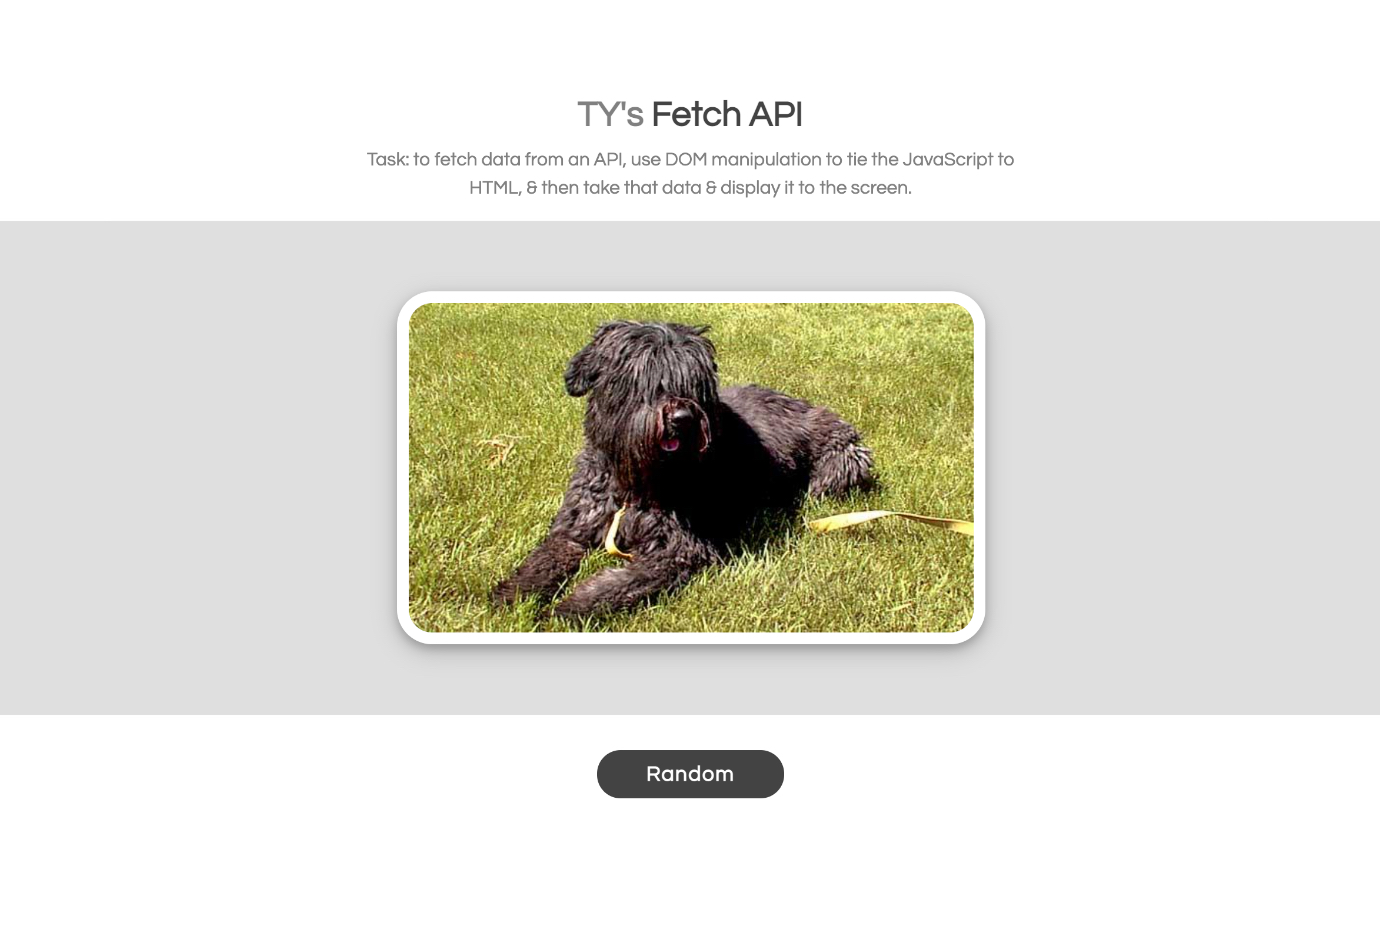 TY's Fetch API
Task: to fetch data from an API, use DOM manipulation to tie the JavaScript to
HTML, & then take that data & display it to the screen.
Random